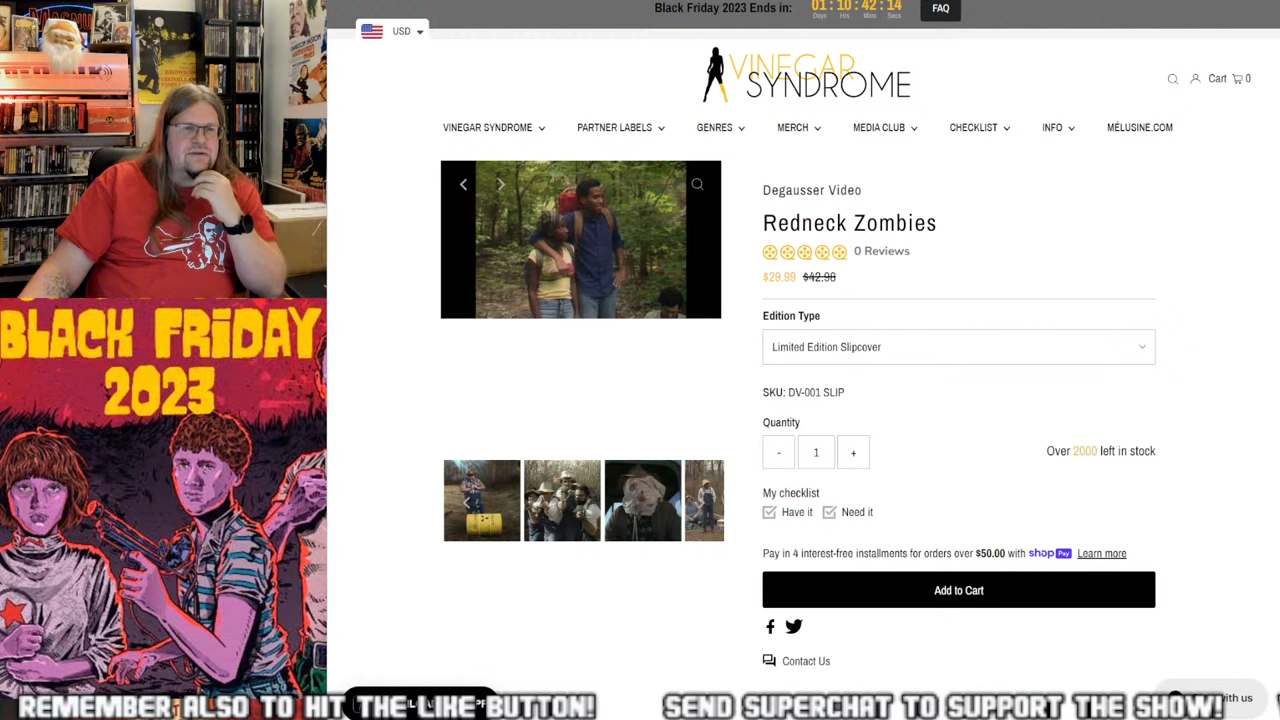 Black Friday 2023 Ends in:
01:10:42:14
Days Hrs Mins Secs
FAQ
USD
VINEGAR
SYNDROME
Cart 0
VINEGAR SYNDROME
PARTNER LABELS
GENRES
MERCH
MEDIA CLUB
CHECKLIST
INFO
MÉLUSINE.COM
Degausser Video
Redneck Zombies
0 Reviews
$29.99 $42.98
Edition Type
Limited Edition Slipcover
SKU: DV-001 SLIP
Quantity
- 1 +
Over 2000 left in stock
My checklist
Have it Need it
Pay in 4 interest-free installments for orders over $50.00 with shop Pay Learn more
Add to Cart
Contact Us
with us
BLACK FRIDAY
2023
REMEMBER ALSO TO HIT THE LIKE BUTTON! SEND SUPERCHAT TO SUPPORT THE SHOW!